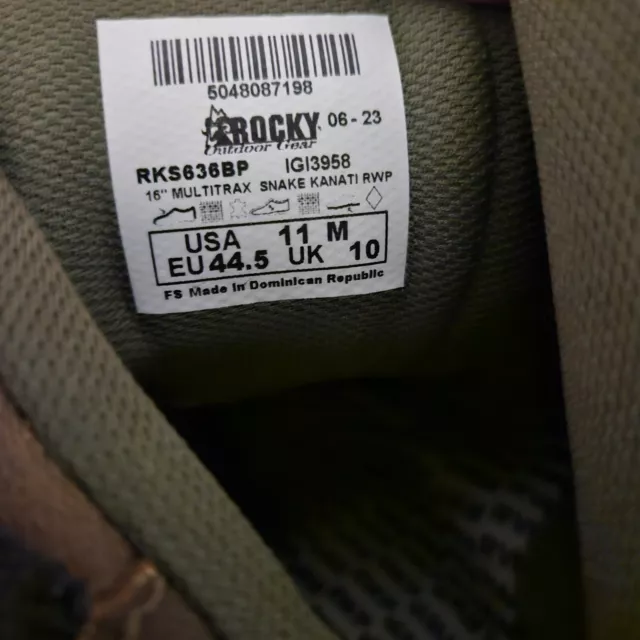 5048087198
ROCKY 06-23
Outdoor Gear
RKS636BP IGI3958
16" MULTITRAX SNAKE KANATI RWP
USA 11 M
EU 44.5 UK 10
FS Made in Dominican Republic